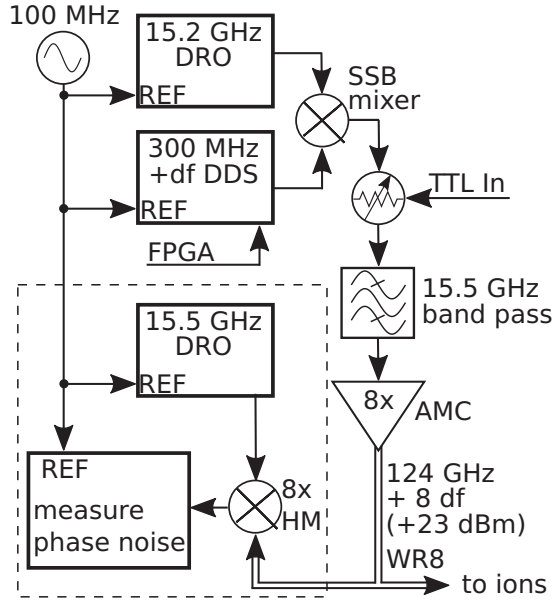 100 MHz
15.2 GHz
DRO
REF
SSB
mixer
300 MHz
+df DDS
REF
TTL In
FPGA
15.5 GHz
band pass
15.5 GHz
DRO
REF
8x
AMC
REF
measure
phase noise
8x
HM
124 GHz
+ 8 df
(+23 dBm)
WR8
to ions